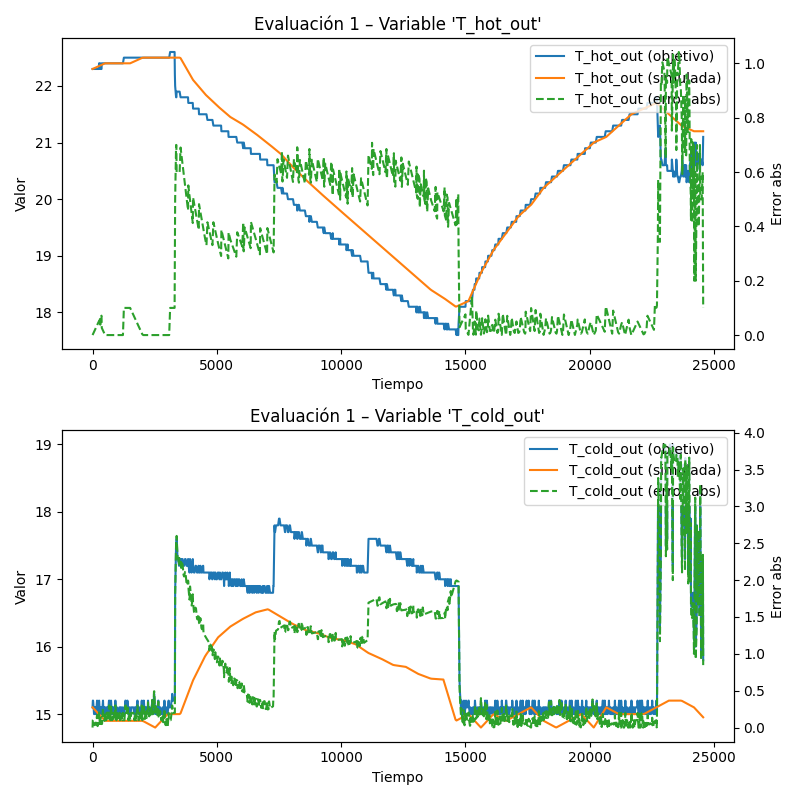 Evaluación 1 – Variable 'T_hot_out'
T_hot_out (objetivo)
T_hot_out (simulada)
T_hot_out (error abs)
Valor
Error abs
22
21
20
19
18
1.0
0.8
0.6
0.4
0.2
0.0
0 5000 10000 15000 20000 25000
Tiempo
Evaluación 1 – Variable 'T_cold_out'
T_cold_out (objetivo)
T_cold_out (simulada)
T_cold_out (error abs)
Valor
Error abs
19
18
17
16
15
4.0
3.5
3.0
2.5
2.0
1.5
1.0
0.5
0.0
0 5000 10000 15000 20000 25000
Tiempo